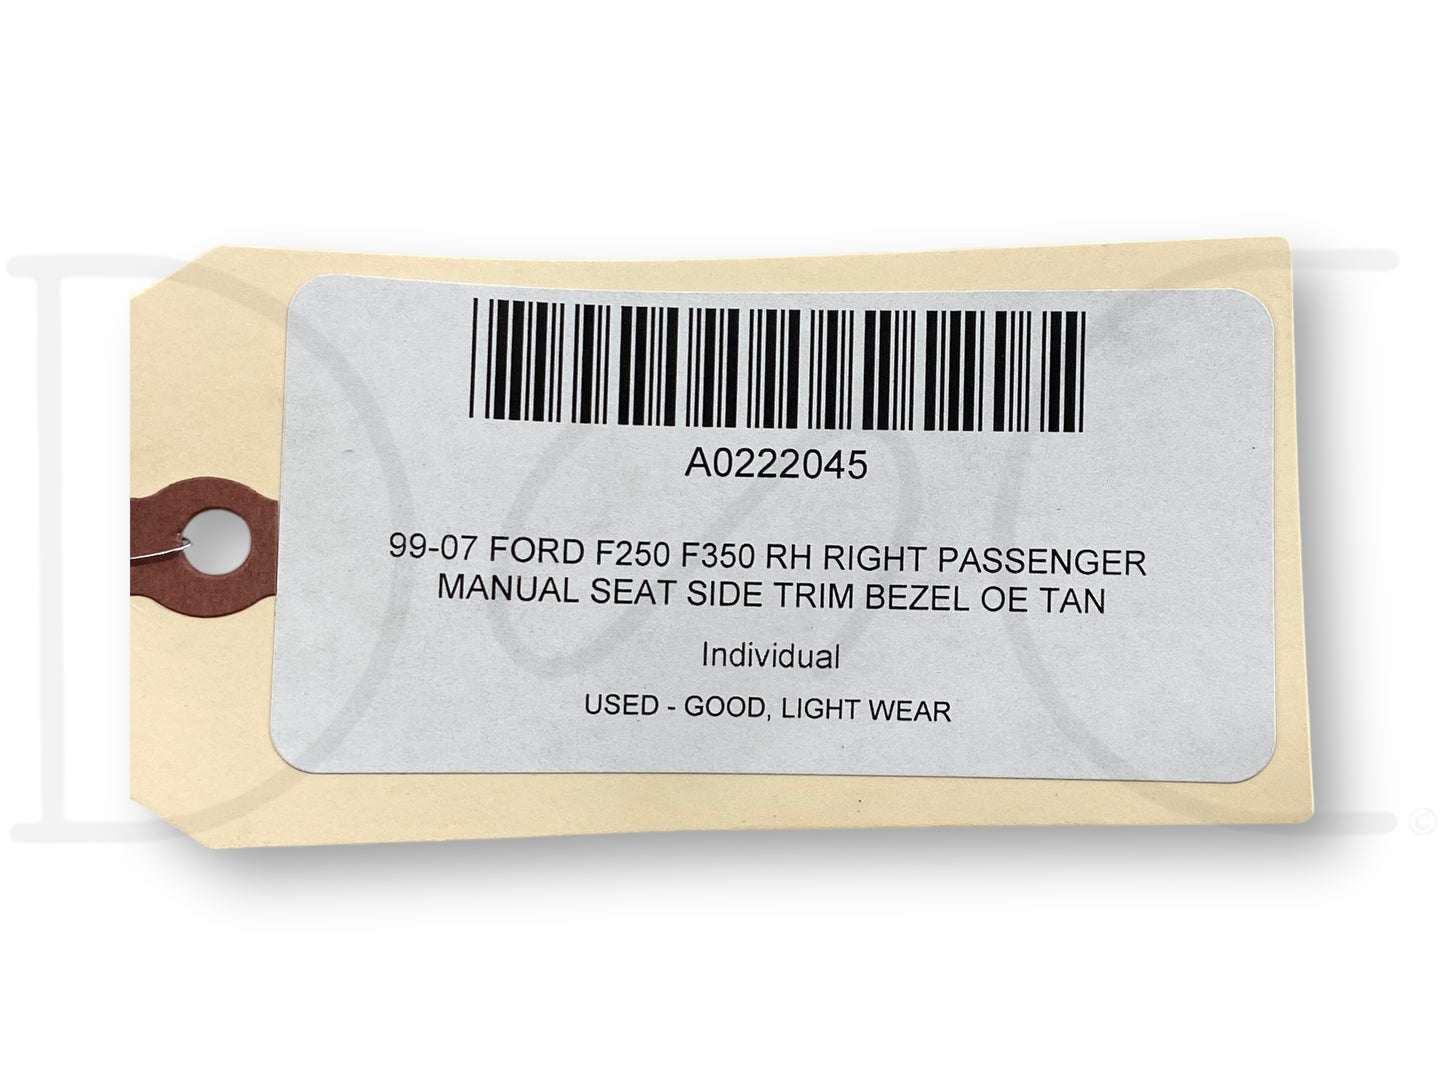 A0222045
99-07 FORD F250 F350 RH RIGHT PASSENGER
MANUAL SEAT SIDE TRIM BEZEL OE TAN
Individual
USED - GOOD, LIGHT WEAR
©